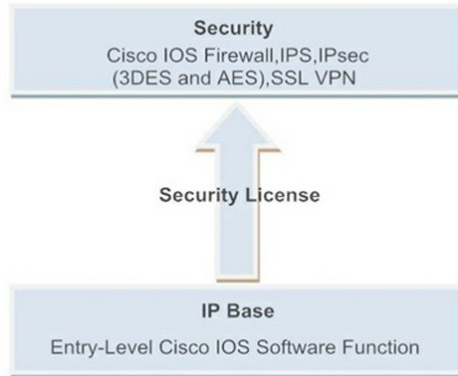 Security
Cisco IOS Firewall,IPS,IPsec
(3DES and AES),SSL VPN
Security License
IP Base
Entry-Level Cisco IOS Software Function